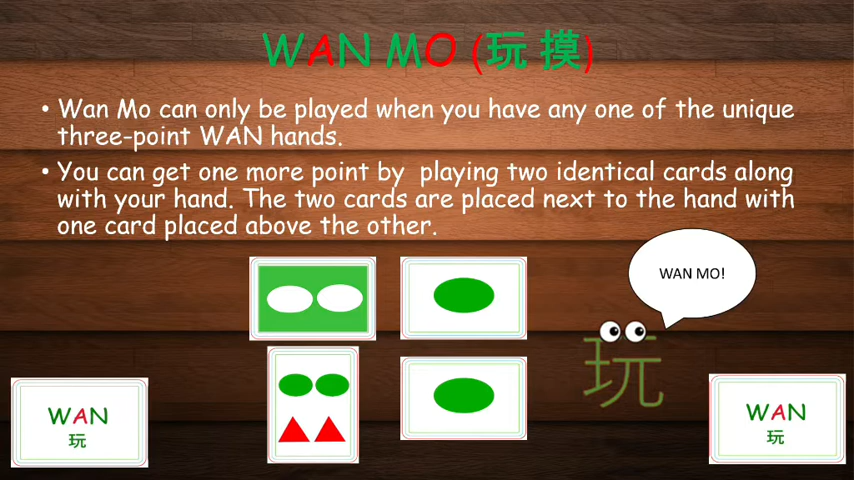 WAN MO (玩 摸)
• Wan Mo can only be played when you have any one of the unique
three-point WAN hands.
• You can get one more point by  playing two identical cards along
with your hand. The two cards are placed next to the hand with
one card placed above the other.
WAN MO!
玩
WAN
玩
WAN
玩